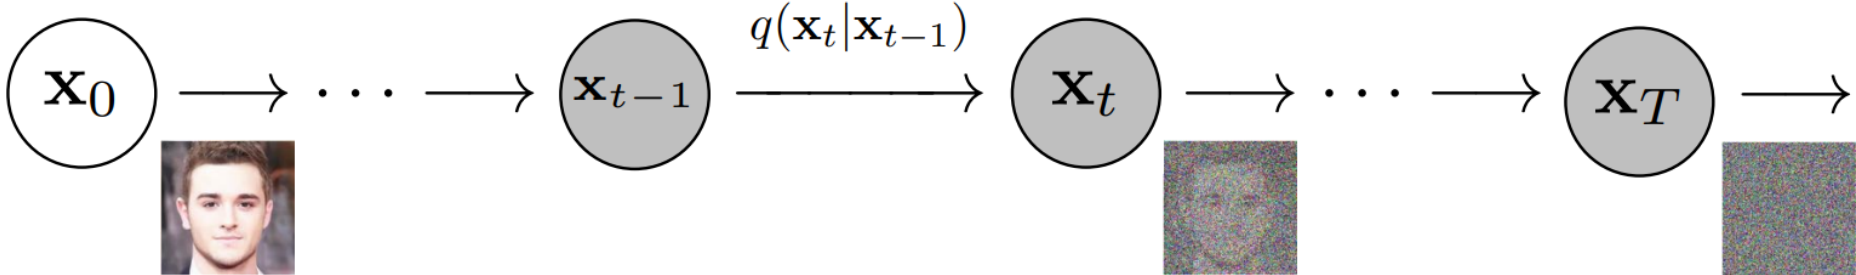 q(x_t|x_{t-1})
x_0 → ⋯ → x_{t-1} → x_t → ⋯ → x_T →